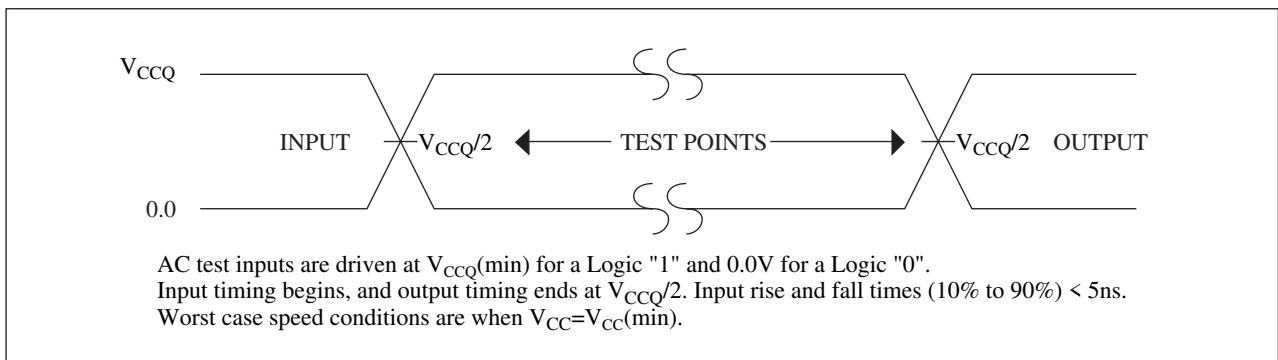 VCCQ
INPUT VCCQ/2 TEST POINTS VCCQ/2 OUTPUT
0.0
AC test inputs are driven at VCCQ(min) for a Logic "1" and 0.0V for a Logic "0".
Input timing begins, and output timing ends at VCCQ/2. Input rise and fall times (10% to 90%) < 5ns.
Worst case speed conditions are when VCC=VCC(min).